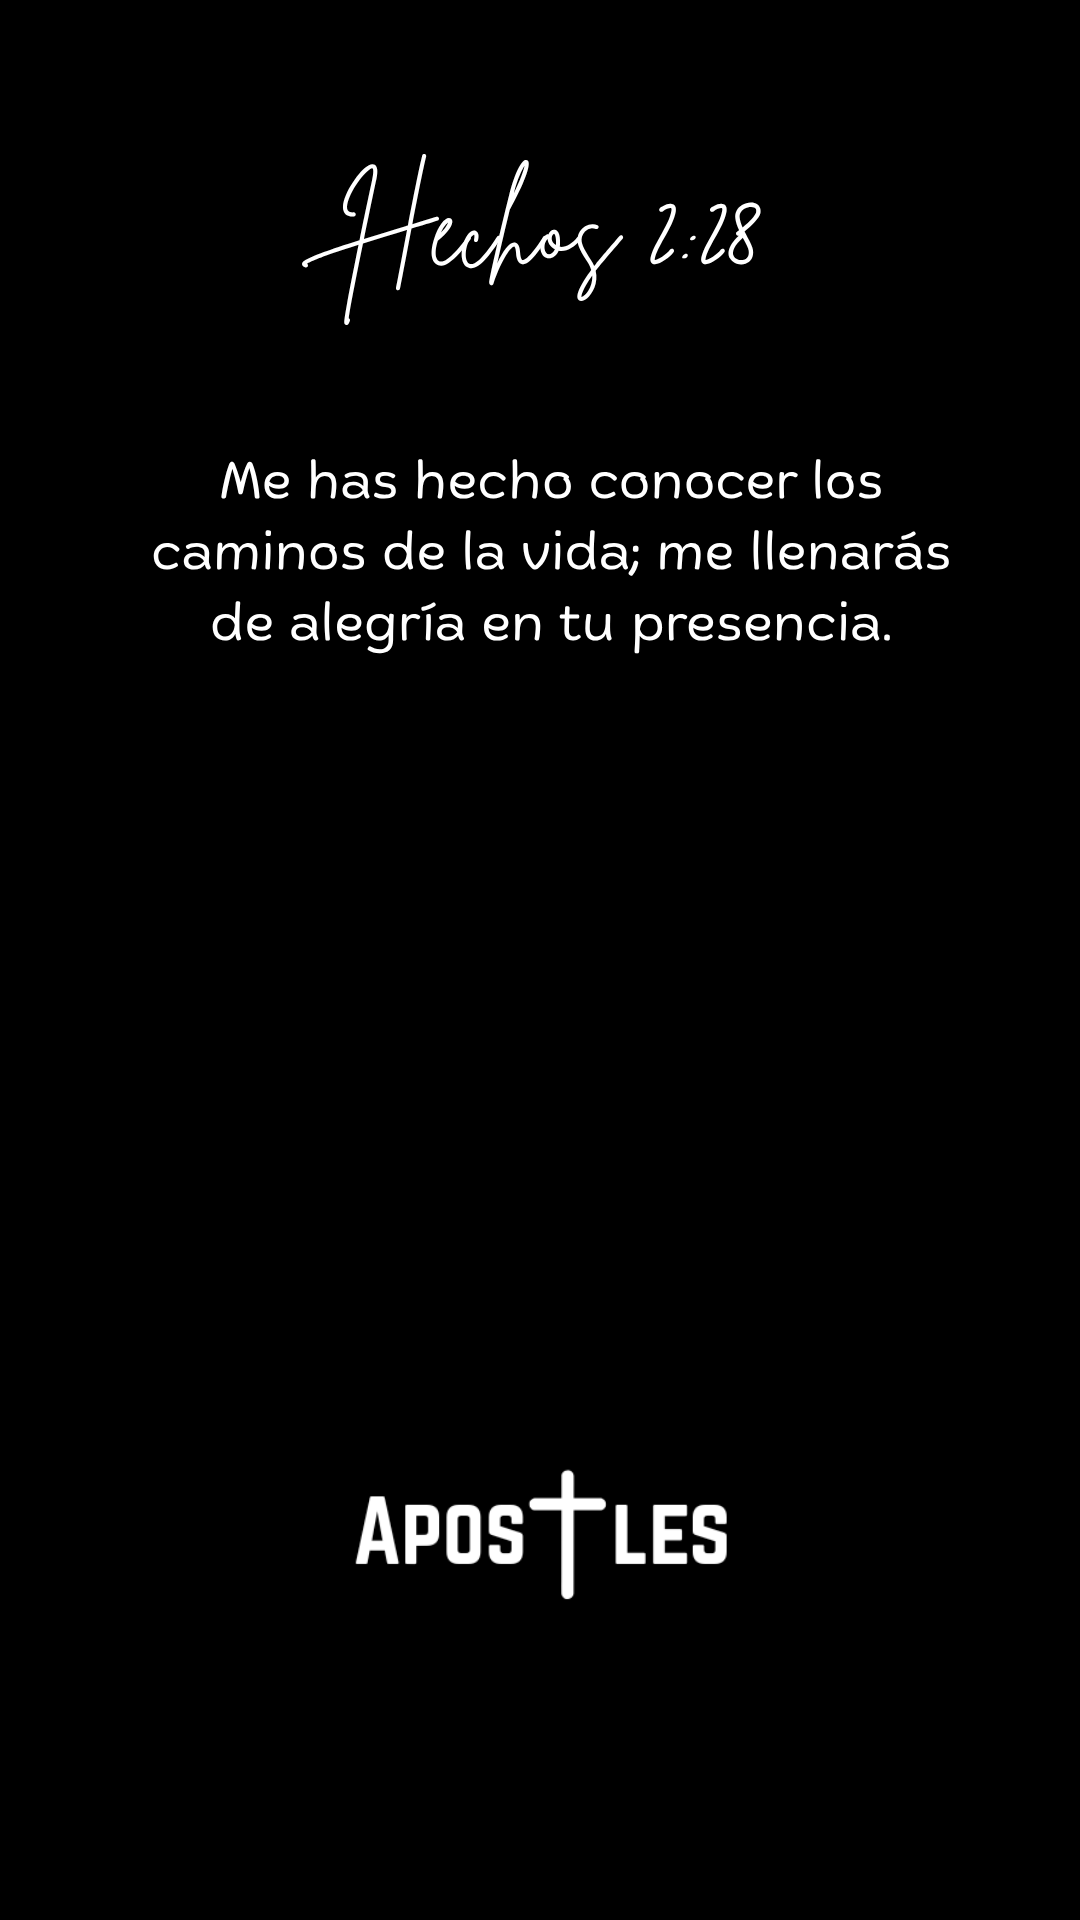 Hechos 2:28
Me has hecho conocer los
caminos de la vida; me llenarás
de alegría en tu presencia.
APOS†LES